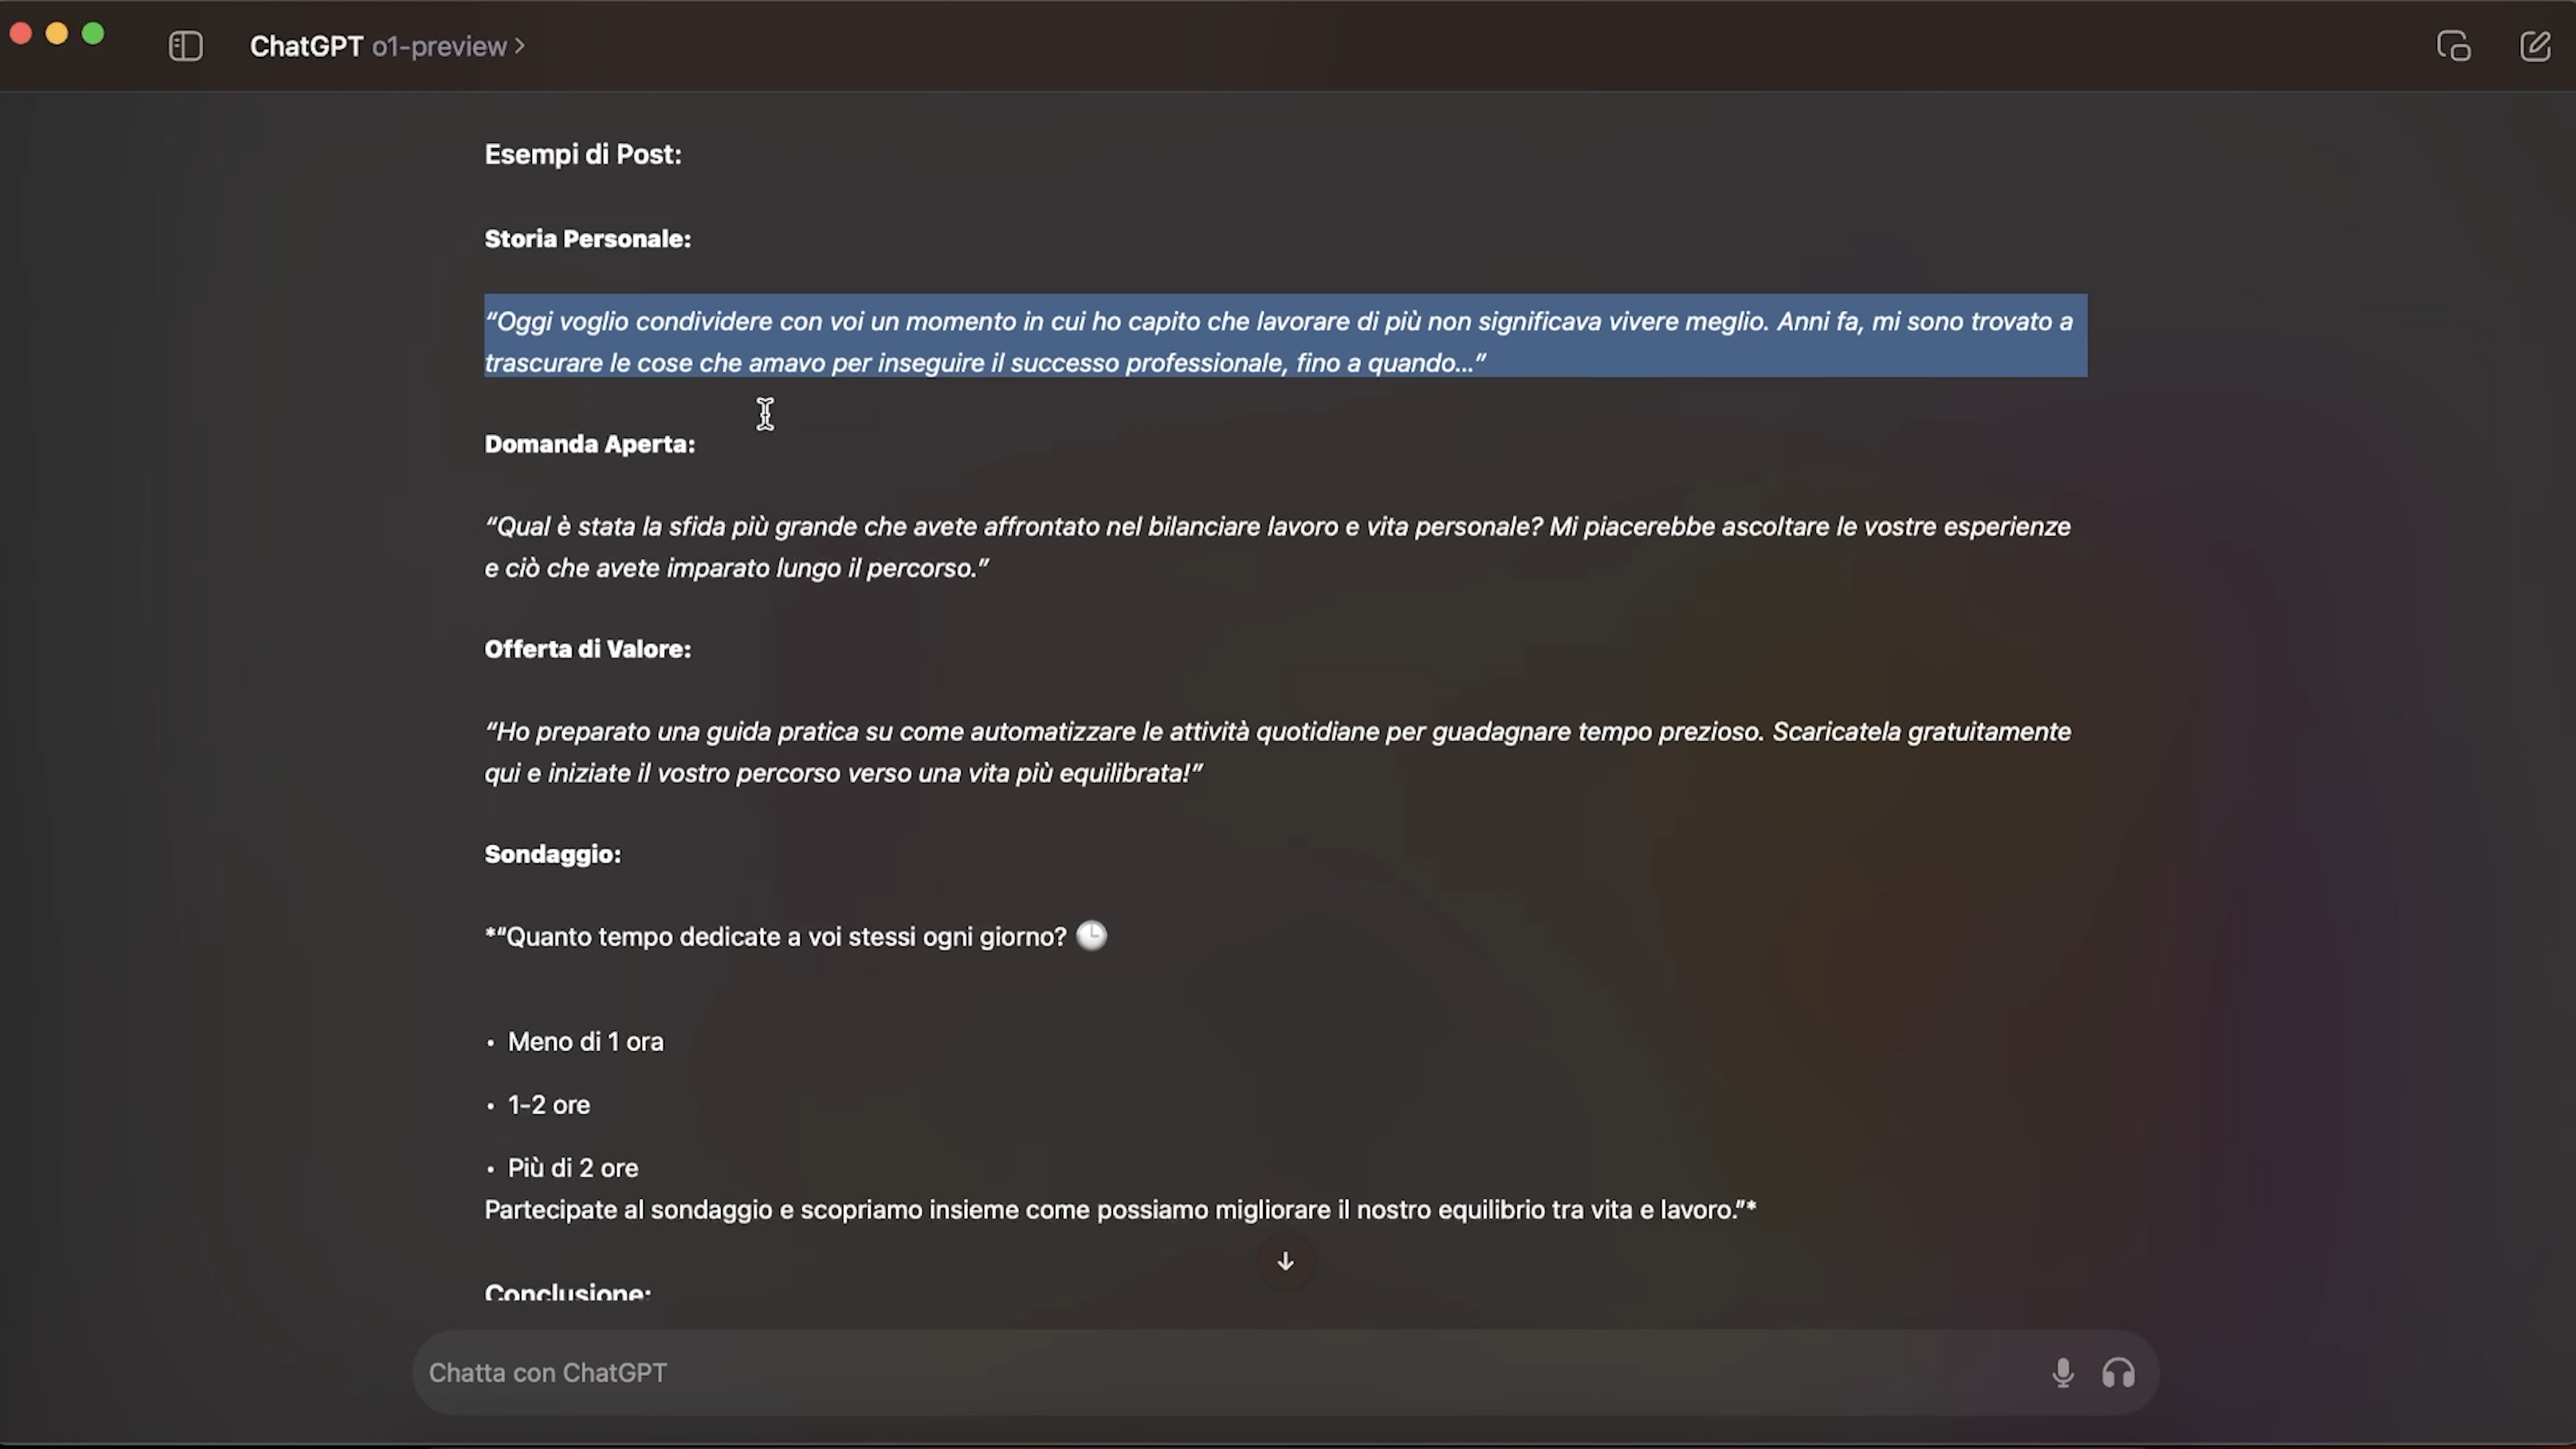 ChatGPT o1-preview >
Esempi di Post:
Storia Personale:
“Oggi voglio condividere con voi un momento in cui ho capito che lavorare di più non significava vivere meglio. Anni fa, mi sono trovato a
trascurare le cose che amavo per inseguire il successo professionale, fino a quando...”
Domanda Aperta:
“Qual è stata la sfida più grande che avete affrontato nel bilanciare lavoro e vita personale? Mi piacerebbe ascoltare le vostre esperienze
e ciò che avete imparato lungo il percorso.”
Offerta di Valore:
“Ho preparato una guida pratica su come automatizzare le attività quotidiane per guadagnare tempo prezioso. Scaricatela gratuitamente
qui e iniziate il vostro percorso verso una vita più equilibrata!”
Sondaggio:
*“Quanto tempo dedicate a voi stessi ogni giorno? 🕒
• Meno di 1 ora
• 1-2 ore
• Più di 2 ore
Partecipate al sondaggio e scopriamo insieme come possiamo migliorare il nostro equilibrio tra vita e lavoro.”*
Conclusione:
Chatta con ChatGPT